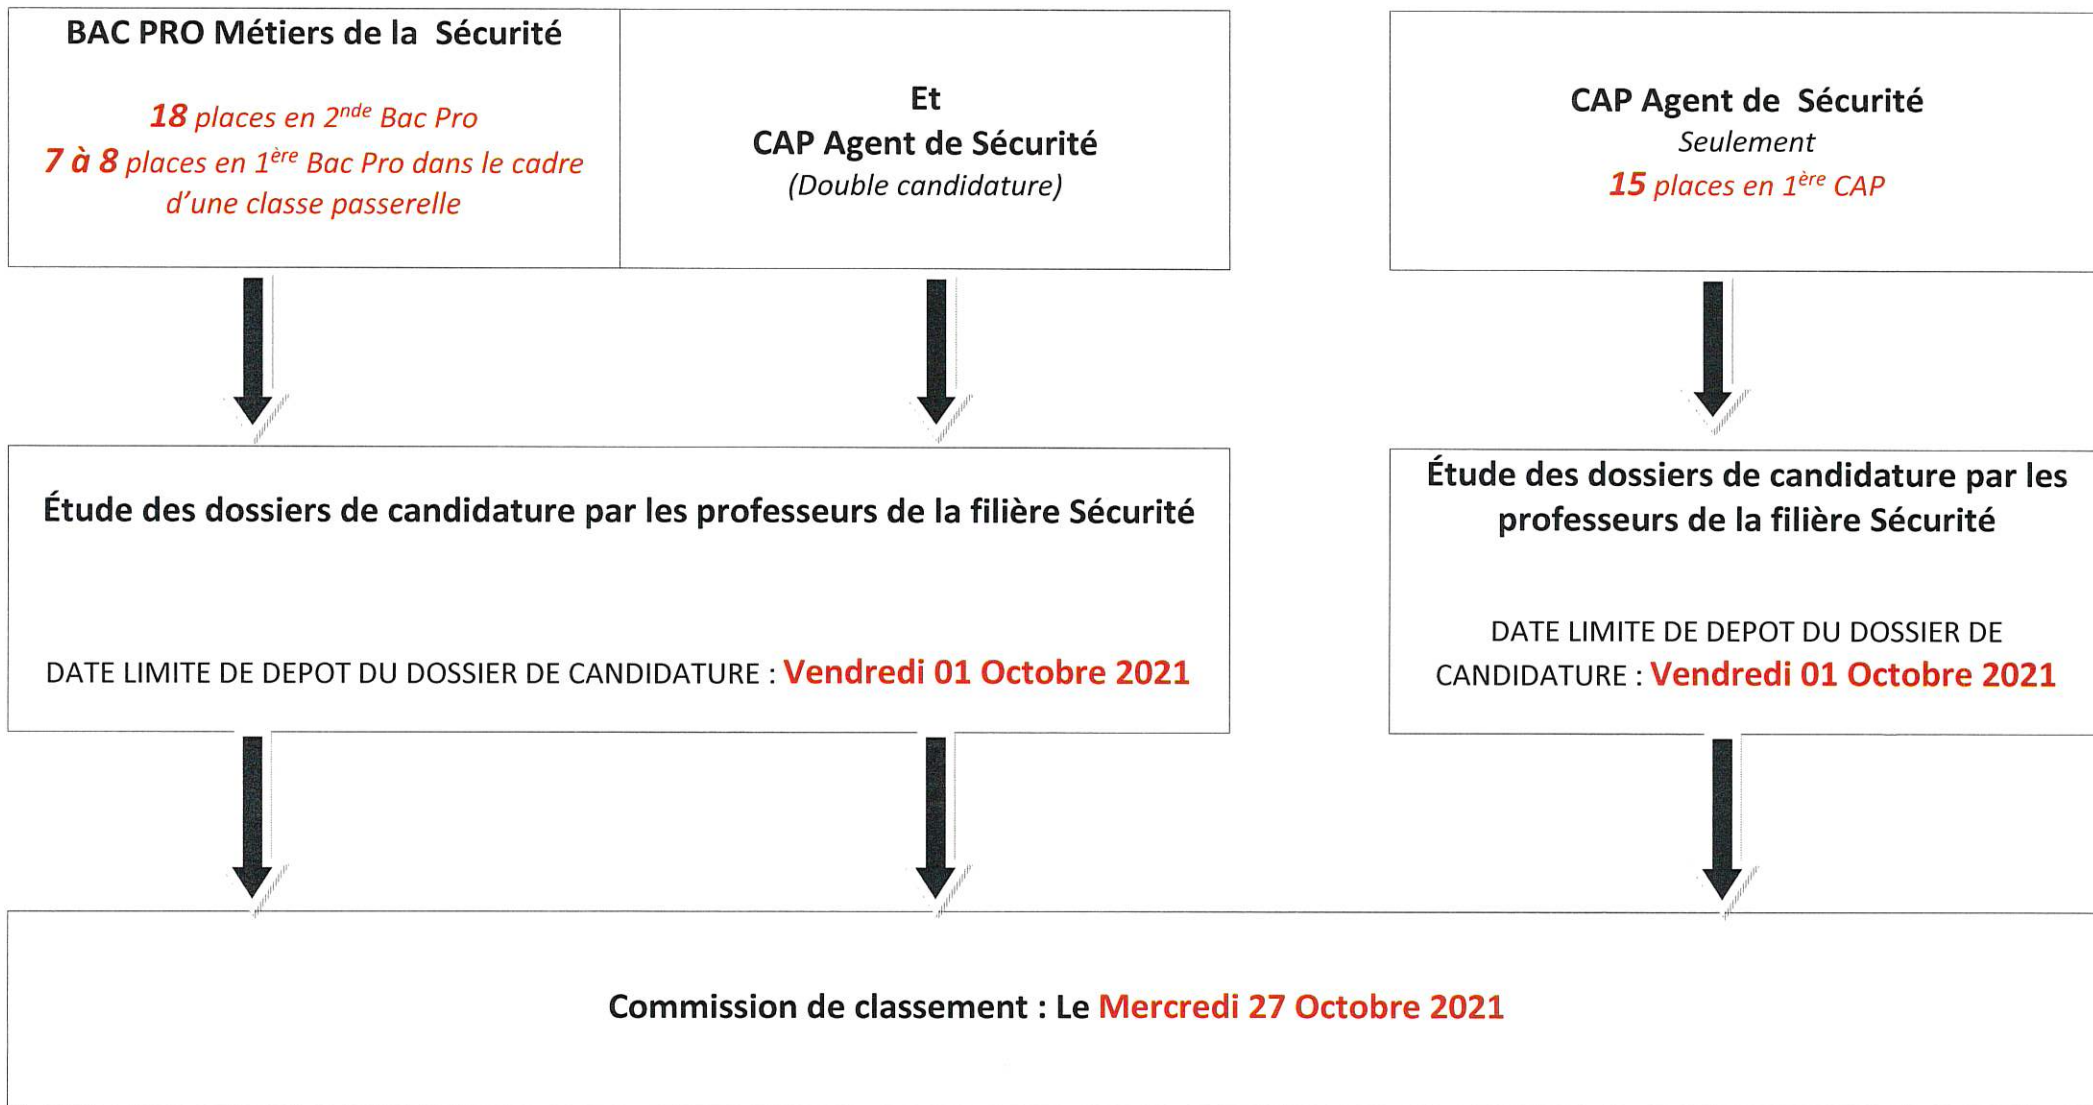 BAC PRO Métiers de la Sécurité
18 places en 2nde Bac Pro
7 à 8 places en 1ère Bac Pro dans le cadre
d'une classe passerelle
Et
CAP Agent de Sécurité
(Double candidature)
CAP Agent de Sécurité
Seulement
15 places en 1ère CAP
Étude des dossiers de candidature par les professeurs de la filière Sécurité
DATE LIMITE DE DEPOT DU DOSSIER DE CANDIDATURE : Vendredi 01 Octobre 2021
Étude des dossiers de candidature par les
professeurs de la filière Sécurité
DATE LIMITE DE DEPOT DU DOSSIER DE
CANDIDATURE : Vendredi 01 Octobre 2021
Commission de classement : Le Mercredi 27 Octobre 2021